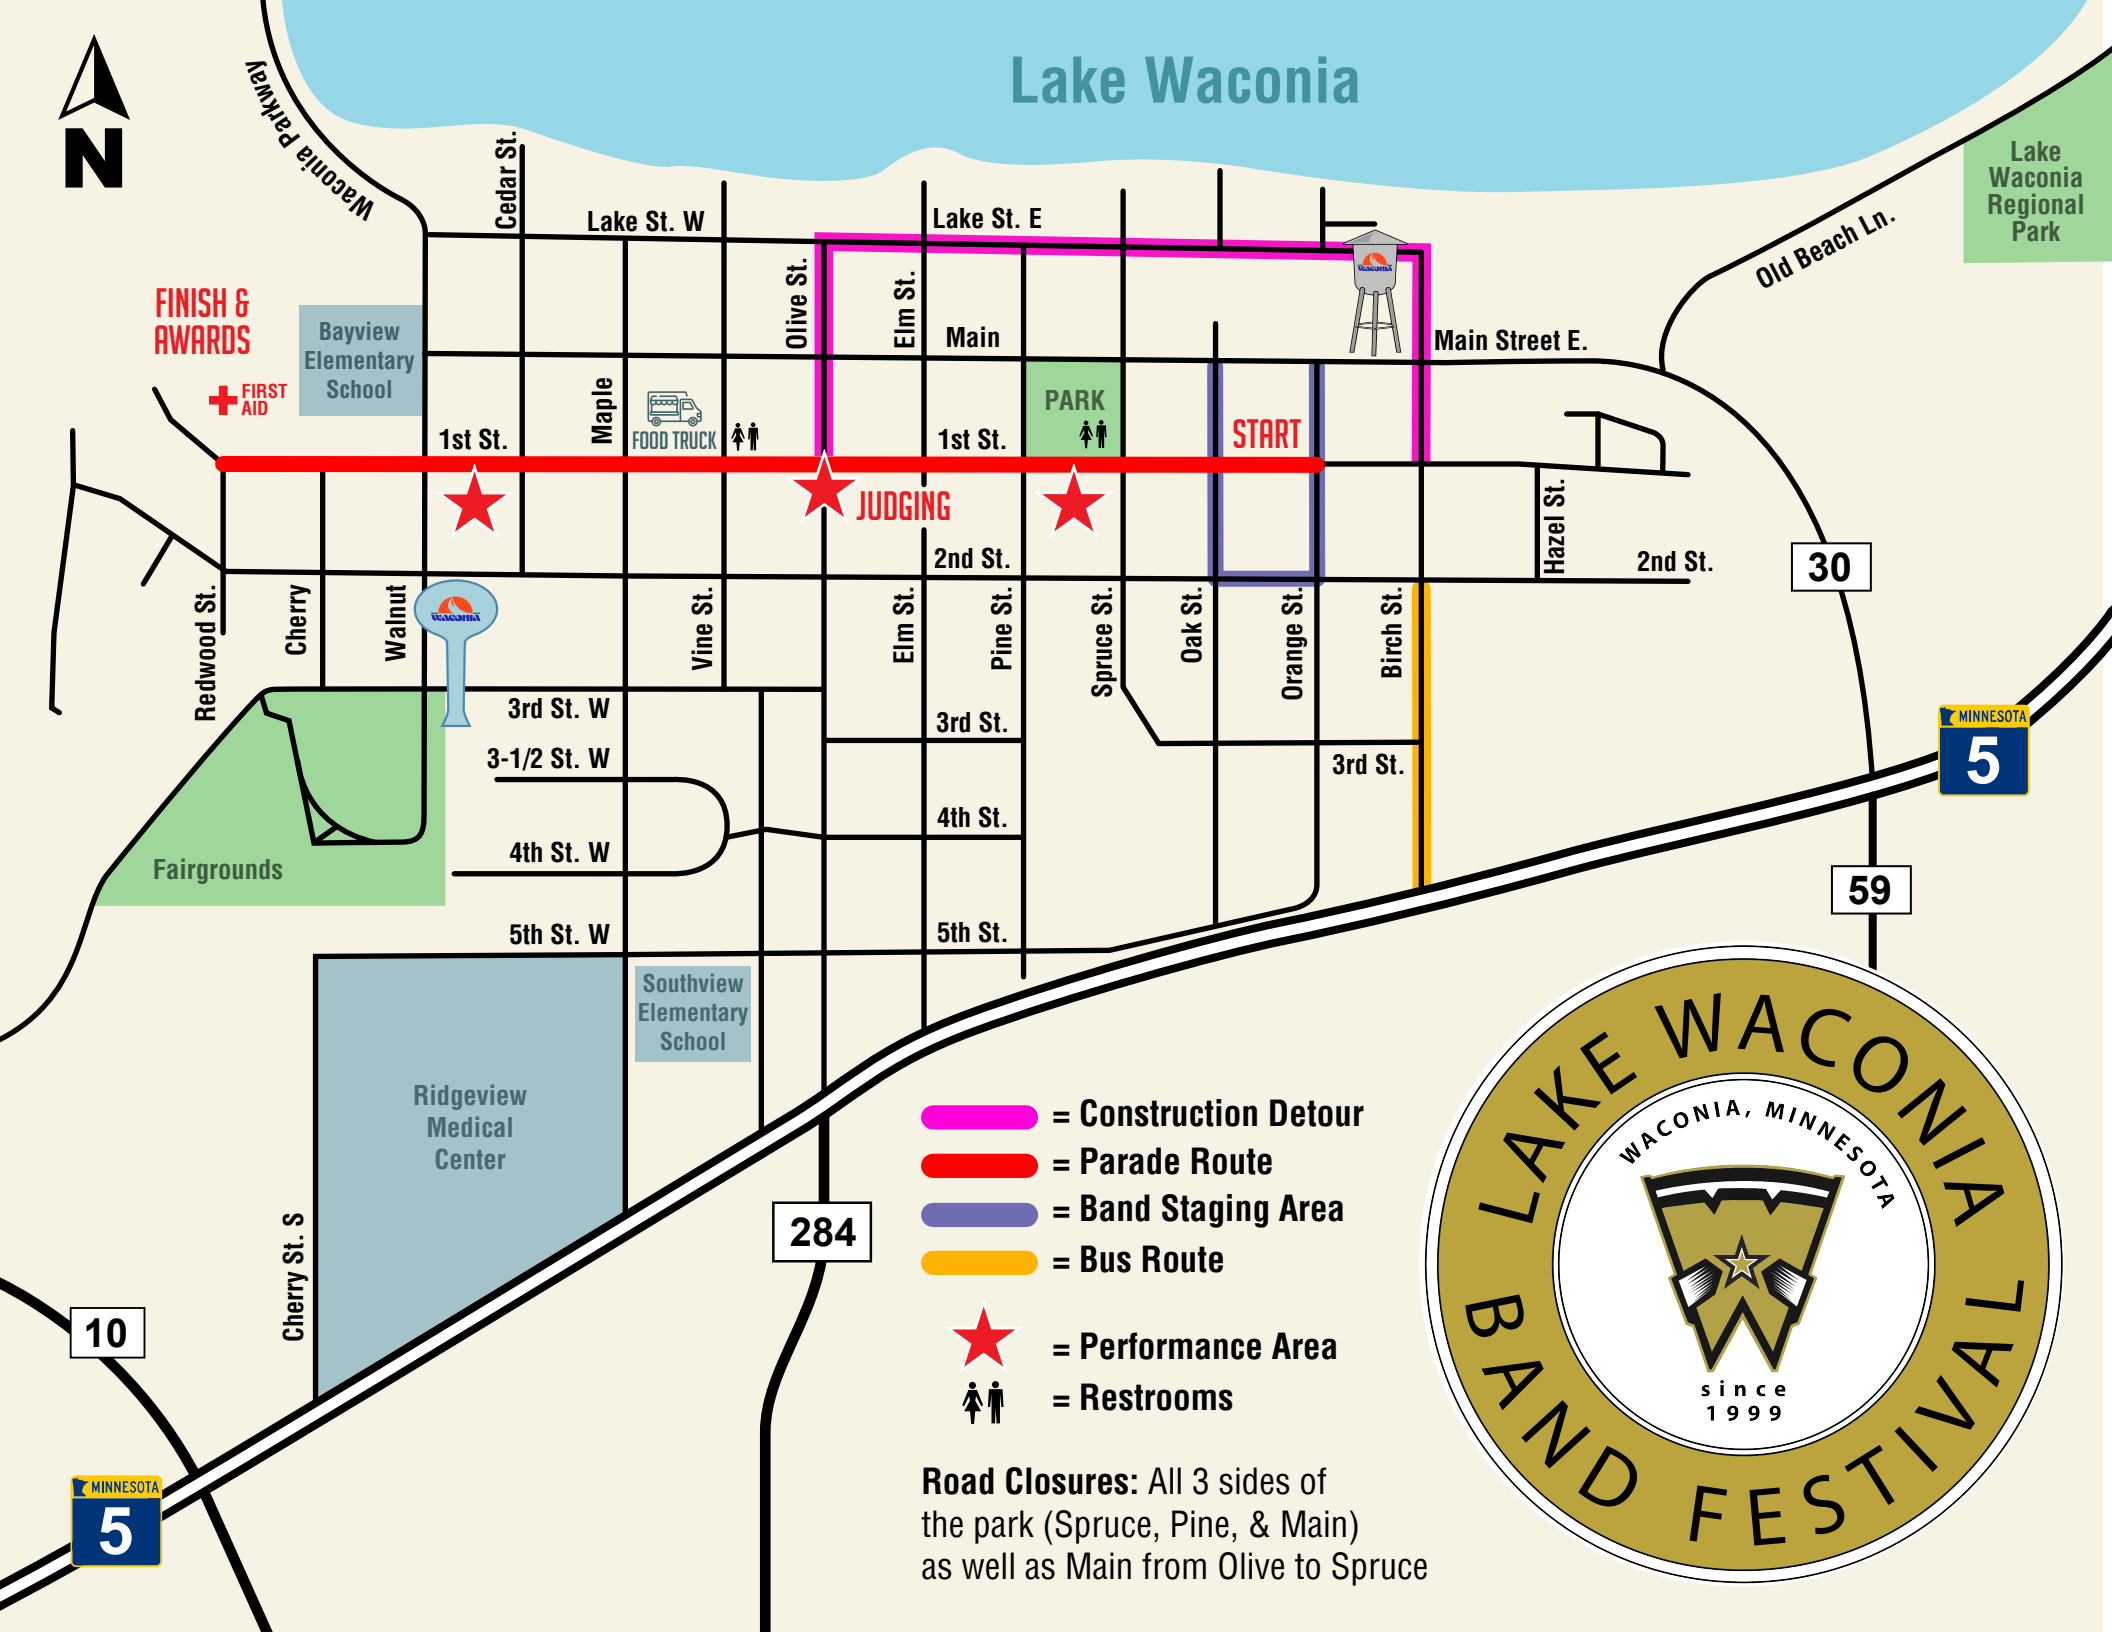 Lake Waconia
N
Waconia Parkway
Cedar St.
Lake St. W
Lake St. E
Lake
Waconia
Regional
Park
Old Beach Ln.
FINISH &
AWARDS
FIRST
AID
Bayview
Elementary
School
Olive St.
Elm St.
Main
WACONIA
Main Street E.
Maple
FOOD TRUCK
PARK
1st St.
1st St.
START
JUDGING
Hazel St.
2nd St.
2nd St.
30
Redwood St.
Cherry
Walnut
WACONIA
Vine St.
Elm St.
Pine St.
Spruce St.
Oak St.
Orange St.
Birch St.
3rd St. W
3rd St.
3rd St.
MINNESOTA
5
3-1/2 St. W
4th St.
4th St. W
Fairgrounds
59
5th St. W
5th St.
Southview
Elementary
School
Ridgeview
Medical
Center
Cherry St. S
284
10
MINNESOTA
5
= Construction Detour
= Parade Route
= Band Staging Area
= Bus Route
= Performance Area
= Restrooms
Road Closures: All 3 sides of
the park (Spruce, Pine, & Main)
as well as Main from Olive to Spruce
LAKE WACONIA
BAND FESTIVAL
WACONIA, MINNESOTA
since
1999